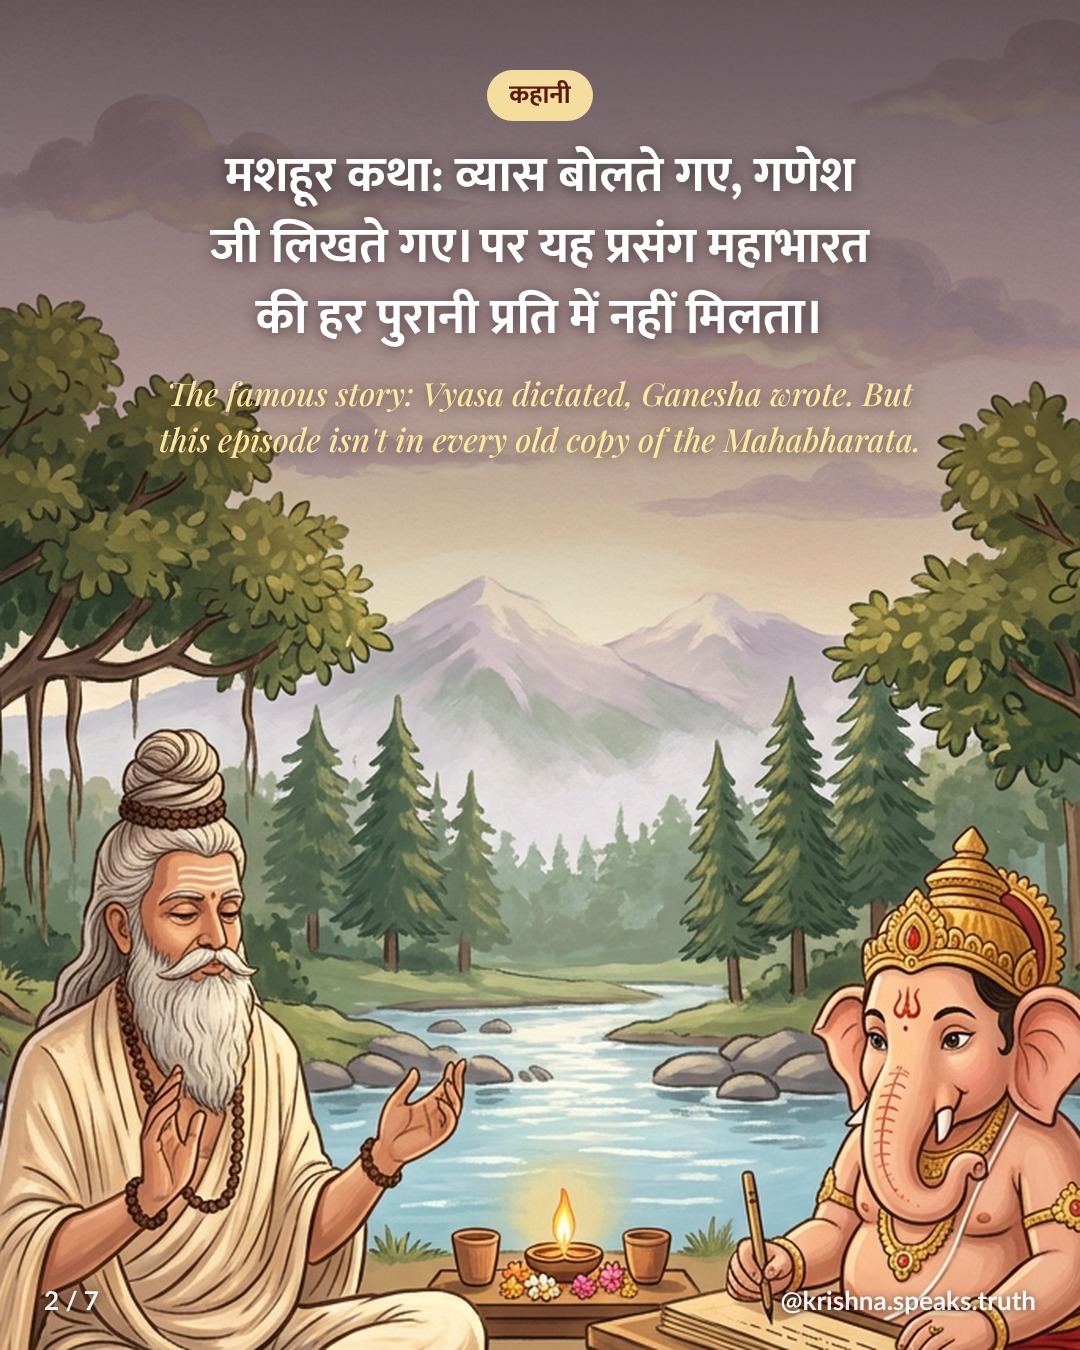 कहानी
मशहूर कथा: व्यास बोलते गए, गणेश
जी लिखते गए। पर यह प्रसंग महाभारत
की हर पुरानी प्रति में नहीं मिलता।
The famous story: Vyasa dictated, Ganesha wrote. But
this episode isn't in every old copy of the Mahabharata.
2 / 7
@krishna.speaks.truth